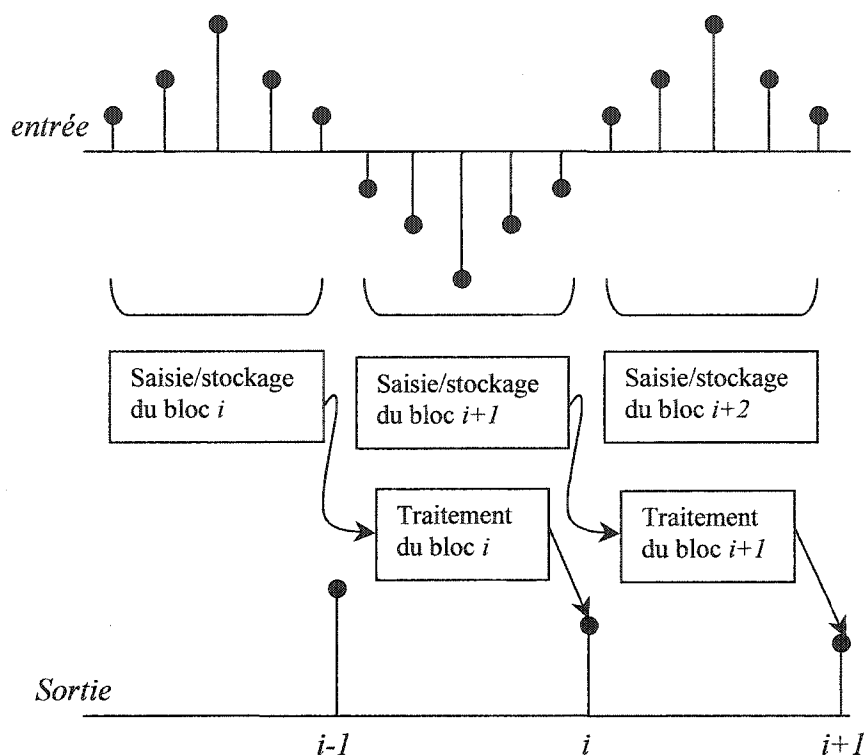 entrée
Saisie/stockage
du bloc i
Saisie/stockage
du bloc i+1
Saisie/stockage
du bloc i+2
Traitement
du bloc i
Traitement
du bloc i+1
Sortie
i-1
i
i+1